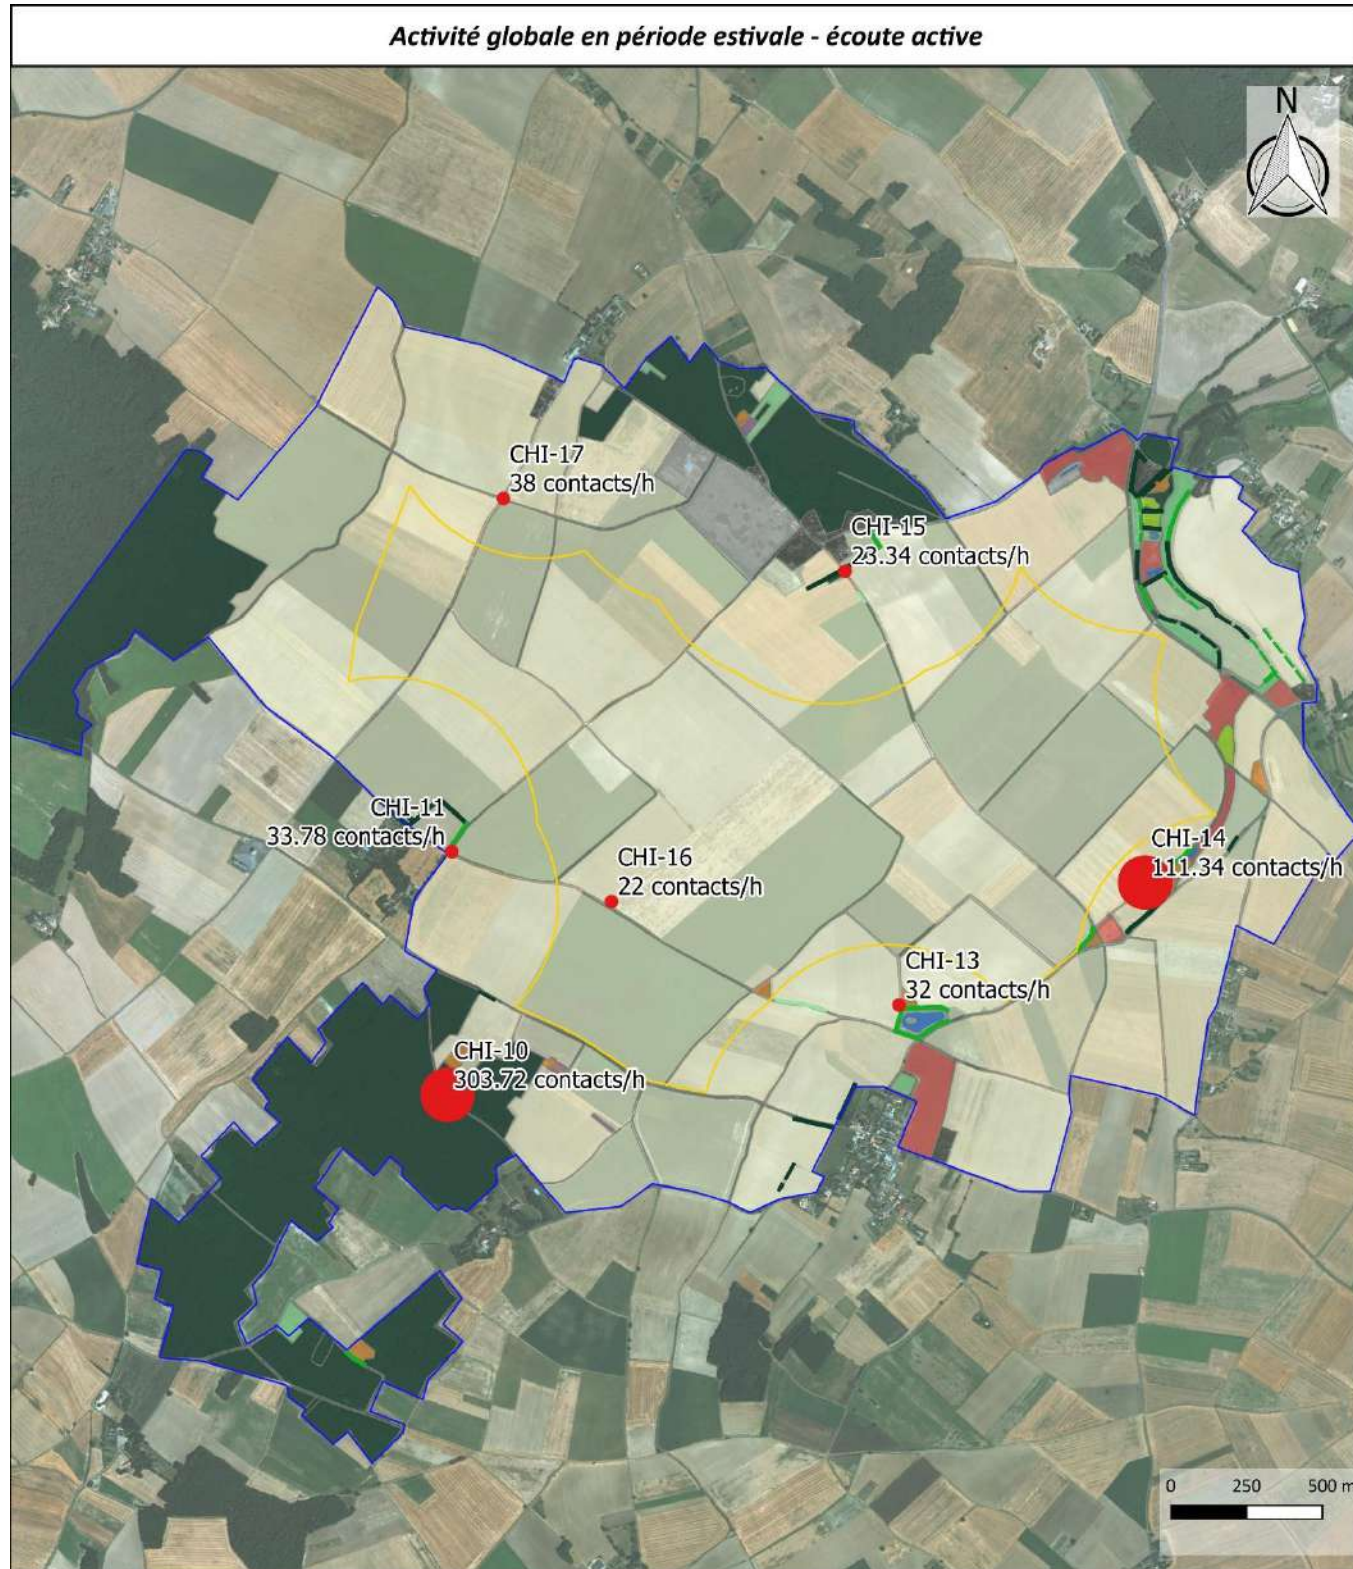 Activité globale en période estivale - écoute active
N
CHI-17
38 contacts/h
CHI-15
23.34 contacts/h
CHI-11
33.78 contacts/h
CHI-16
22 contacts/h
CHI-14
111.34 contacts/h
CHI-13
32 contacts/h
CHI-10
303.72 contacts/h
0 250 500 m